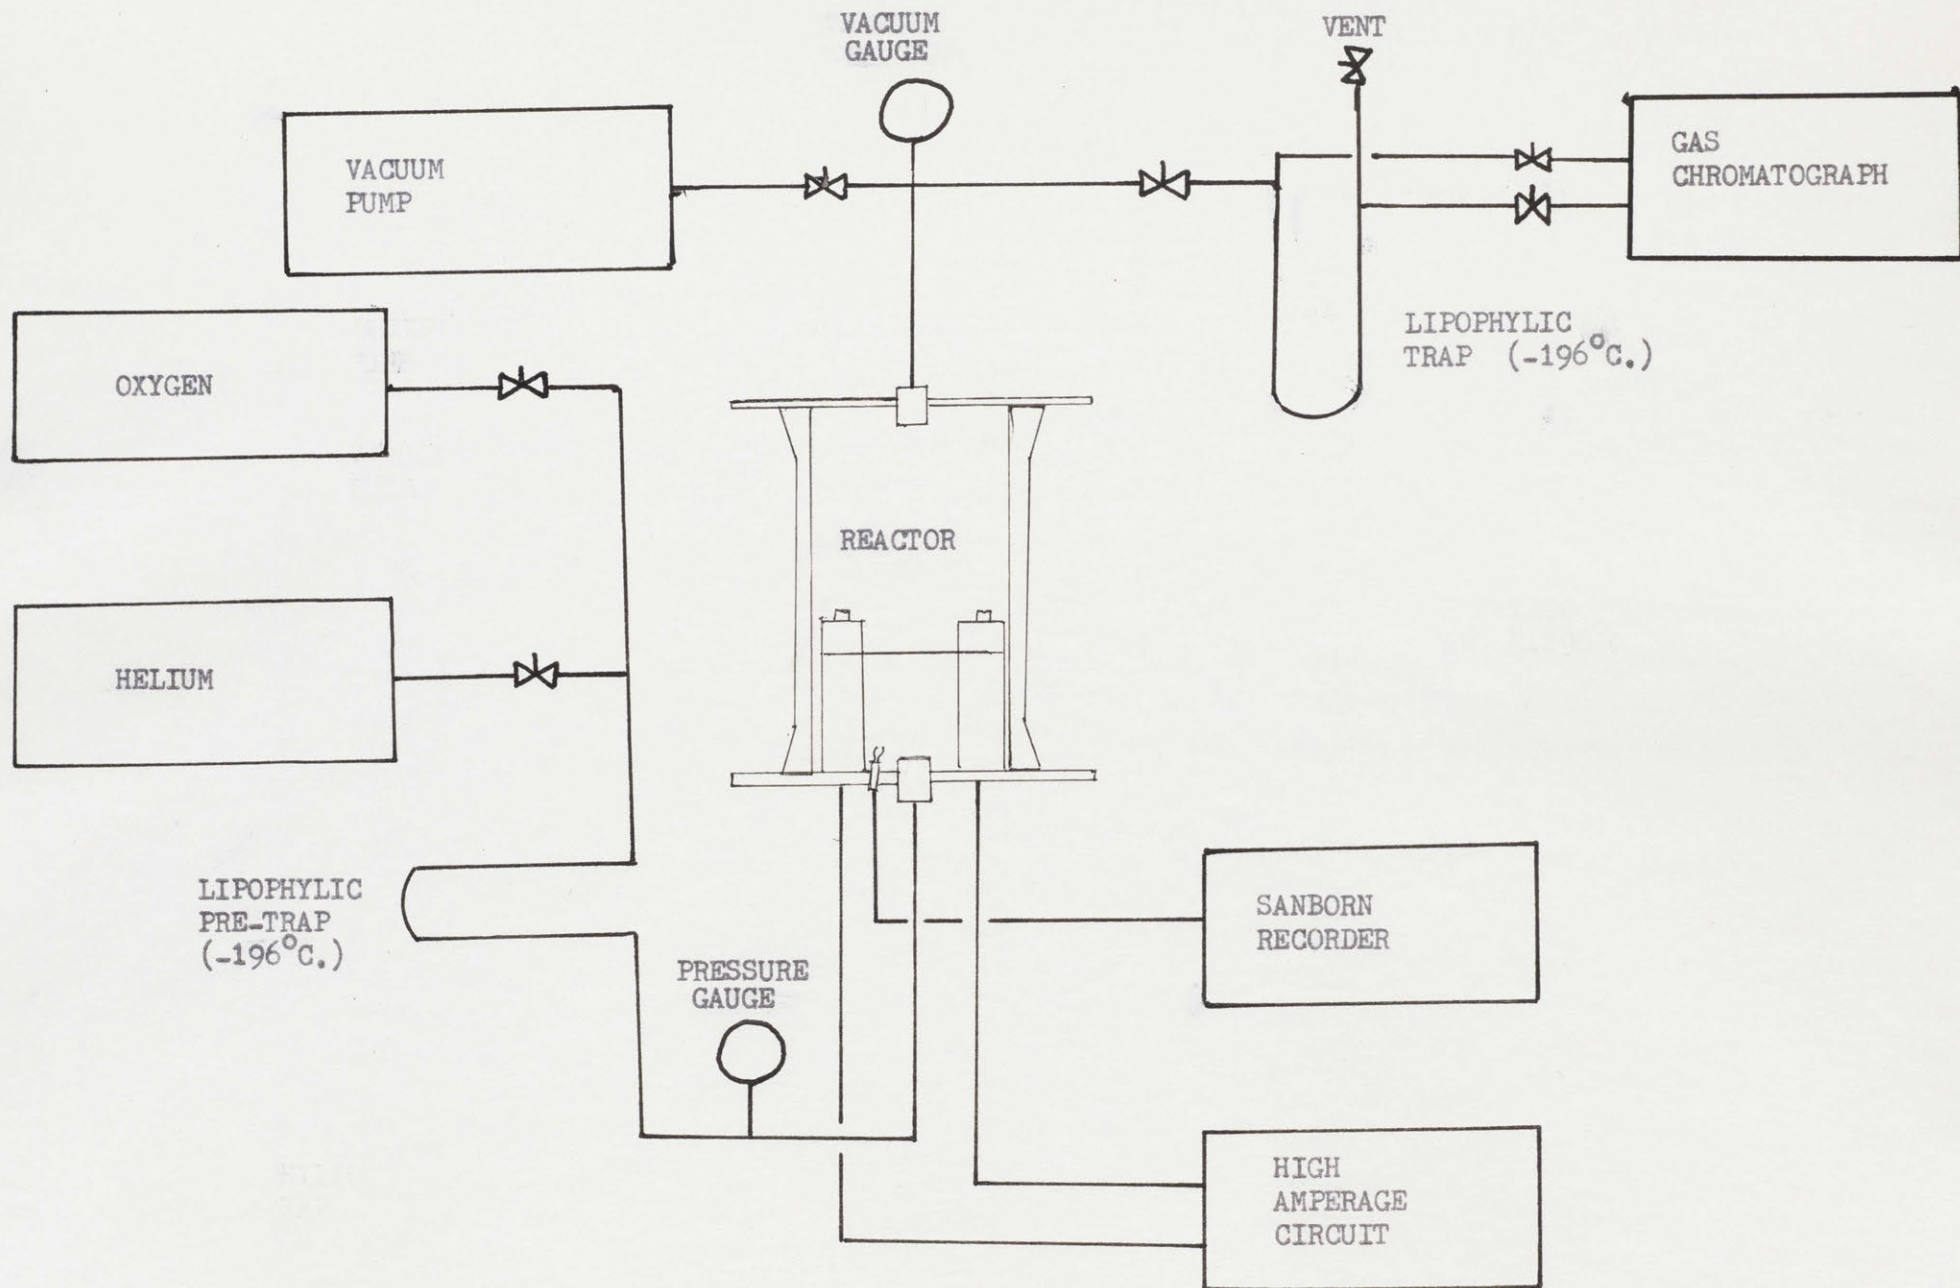 VACUUM
GAUGE
VENT
VACUUM
PUMP
GAS
CHROMATOGRAPH
OXYGEN
LIPOPHYLIC
TRAP (-196°C.)
REACTOR
HELIUM
LIPOPHYLIC
PRE-TRAP
(-196°C.)
SANBORN
RECORDER
PRESSURE
GAUGE
HIGH
AMPERAGE
CIRCUIT